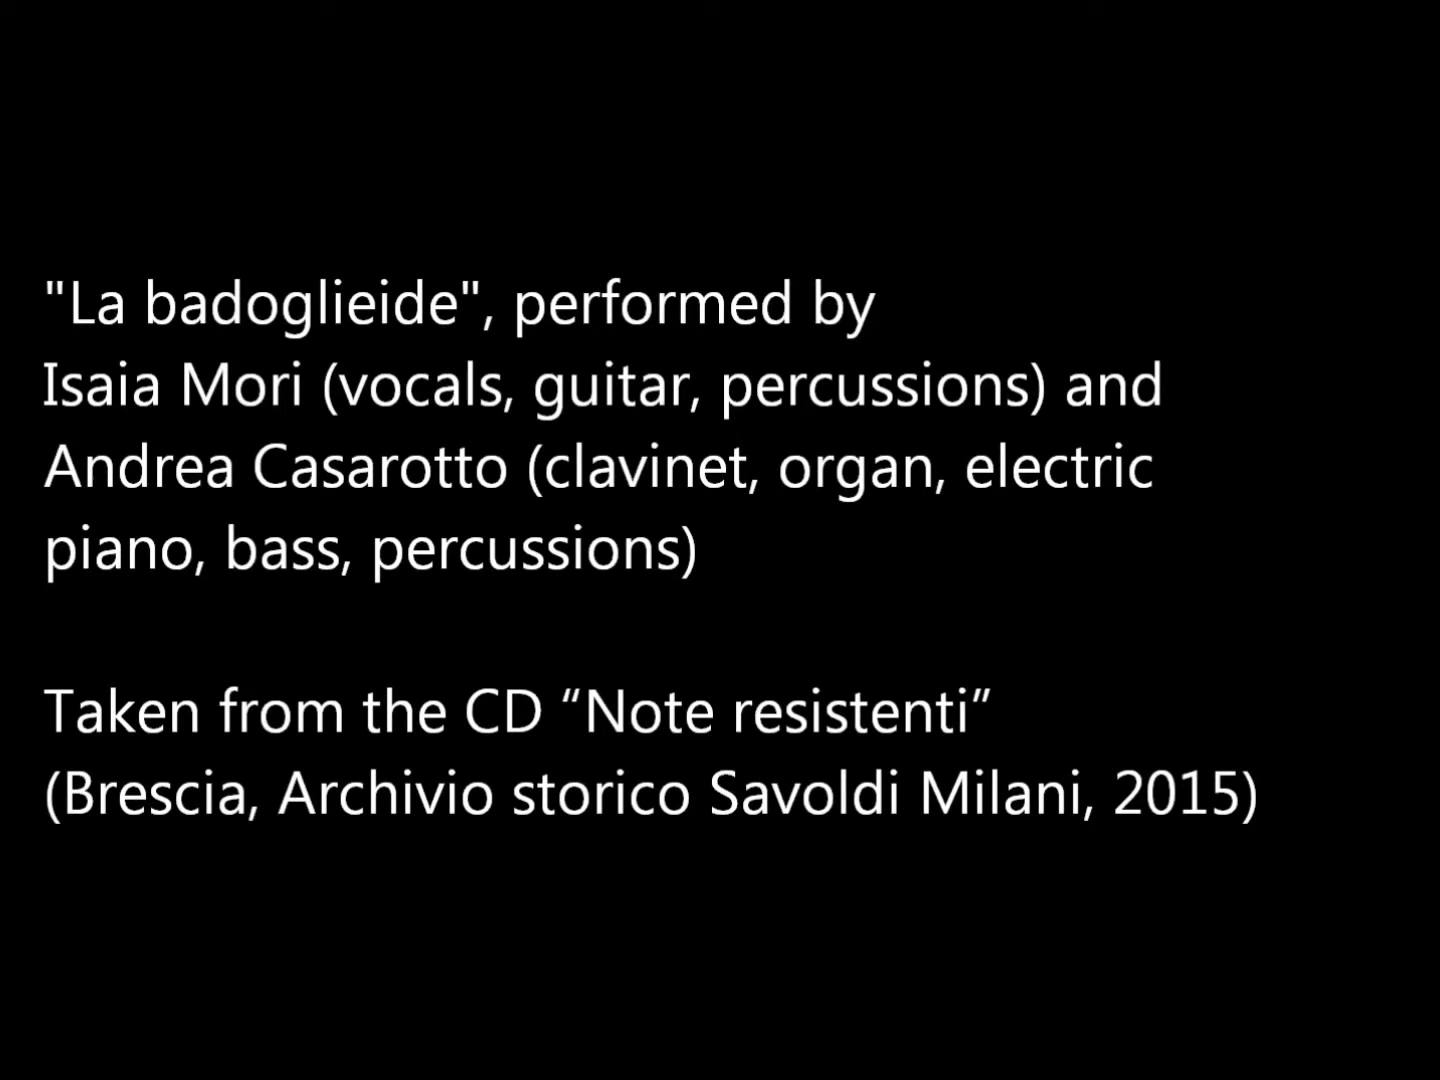 "La badoglieide", performed by
Isaia Mori (vocals, guitar, percussions) and
Andrea Casarotto (clavinet, organ, electric
piano, bass, percussions)
Taken from the CD “Note resistenti”
(Brescia, Archivio storico Savoldi Milani, 2015)